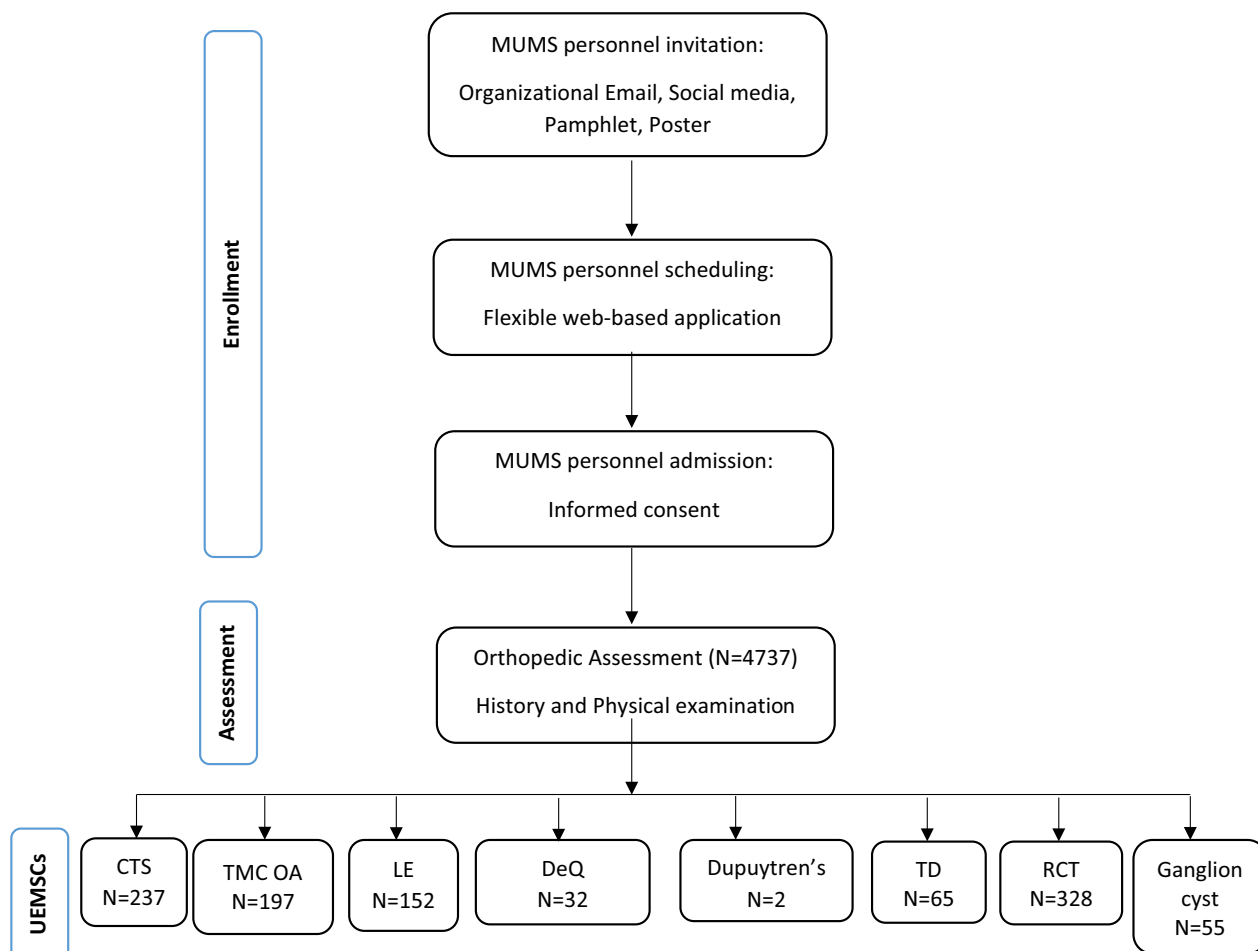 Enrollment
MUMS personnel invitation:
Organizational Email, Social media,
Pamphlet, Poster
MUMS personnel scheduling:
Flexible web-based application
MUMS personnel admission:
Informed consent
Assessment
Orthopedic Assessment (N=4737)
History and Physical examination
UEMSCs
CTS
N=237
TMC OA
N=197
LE
N=152
DeQ
N=32
Dupuytren’s
N=2
TD
N=65
RCT
N=328
Ganglion
cyst
N=55